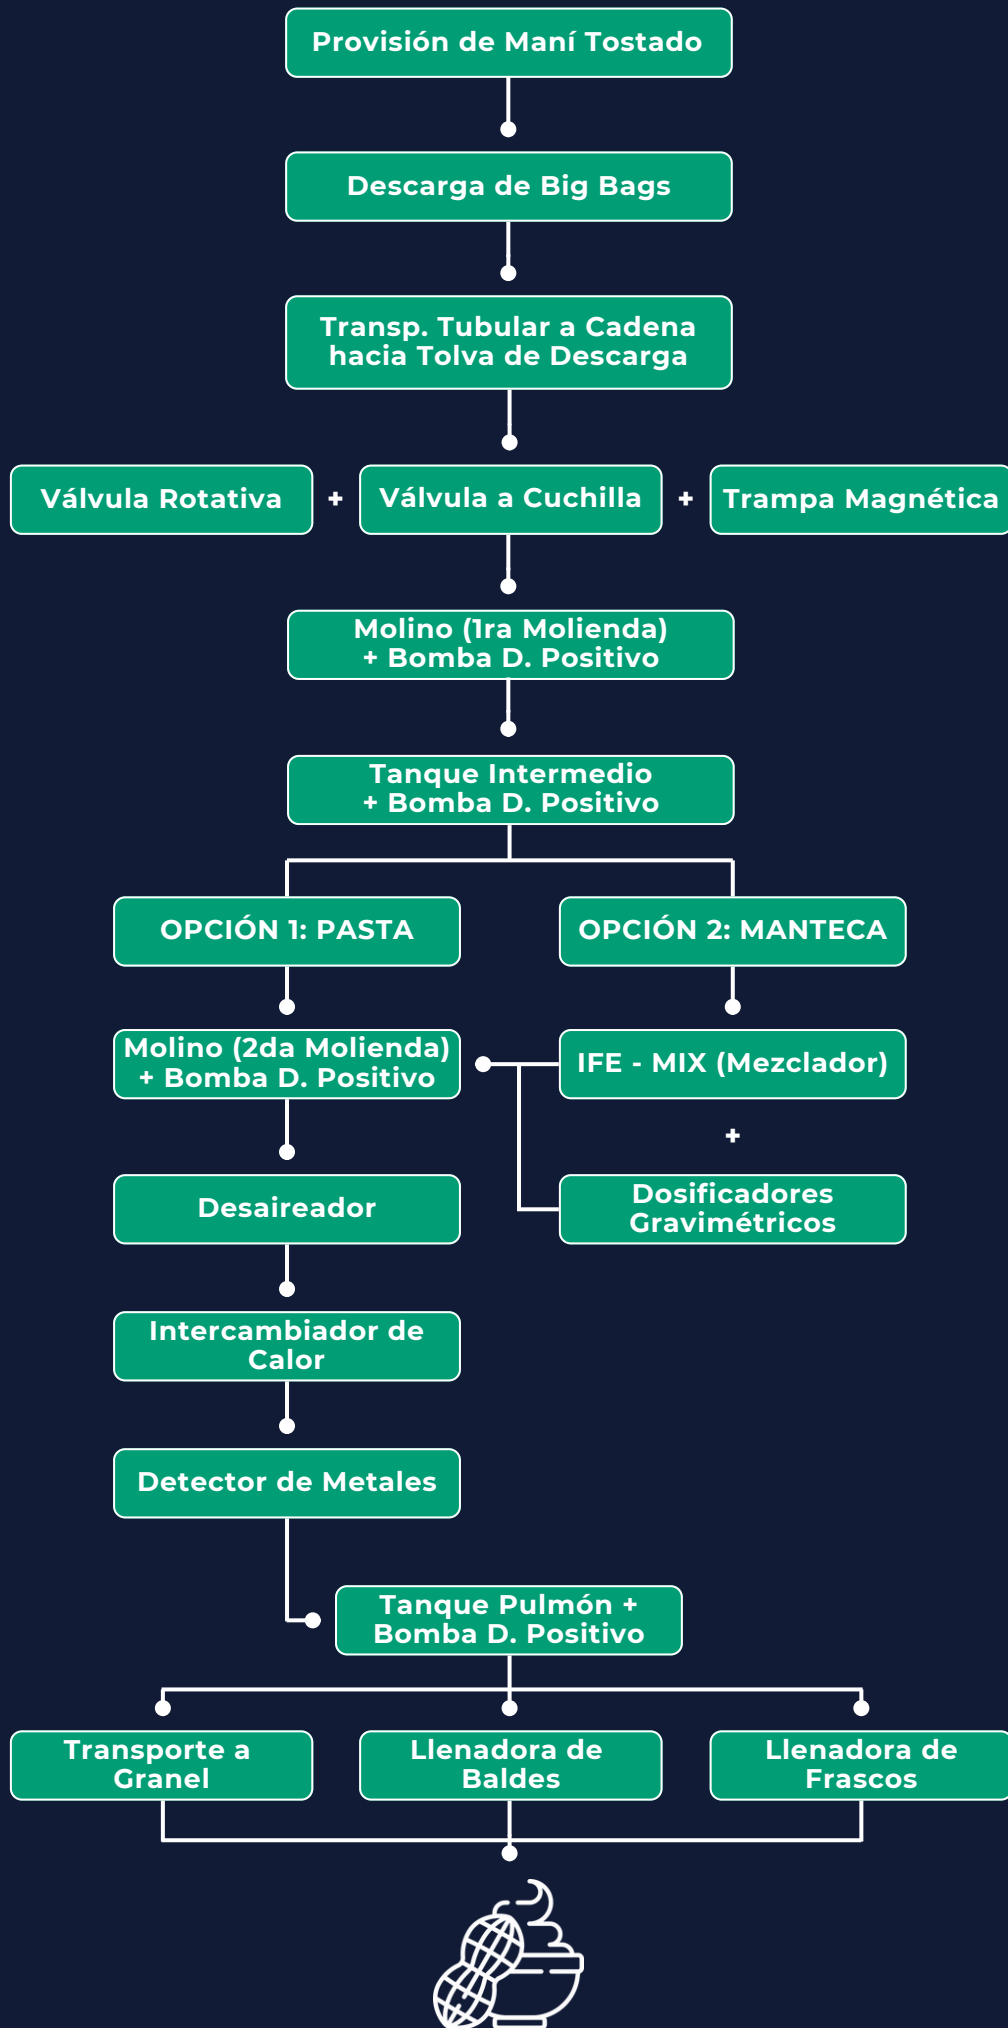 Provisión de Maní Tostado
Descarga de Big Bags
Transp. Tubular a Cadena
hacia Tolva de Descarga
Válvula Rotativa
+
Válvula a Cuchilla
+
Trampa Magnética
Molino (1ra Molienda)
+ Bomba D. Positivo
Tanque Intermedio
+ Bomba D. Positivo
OPCIÓN 1: PASTA
OPCIÓN 2: MANTECA
Molino (2da Molienda)
+ Bomba D. Positivo
IFE - MIX (Mezclador)
+
Dosificadores
Gravimétricos
Desaireador
Intercambiador de
Calor
Detector de Metales
Tanque Pulmón +
Bomba D. Positivo
Transporte a
Granel
Llenadora de
Baldes
Llenadora de
Frascos